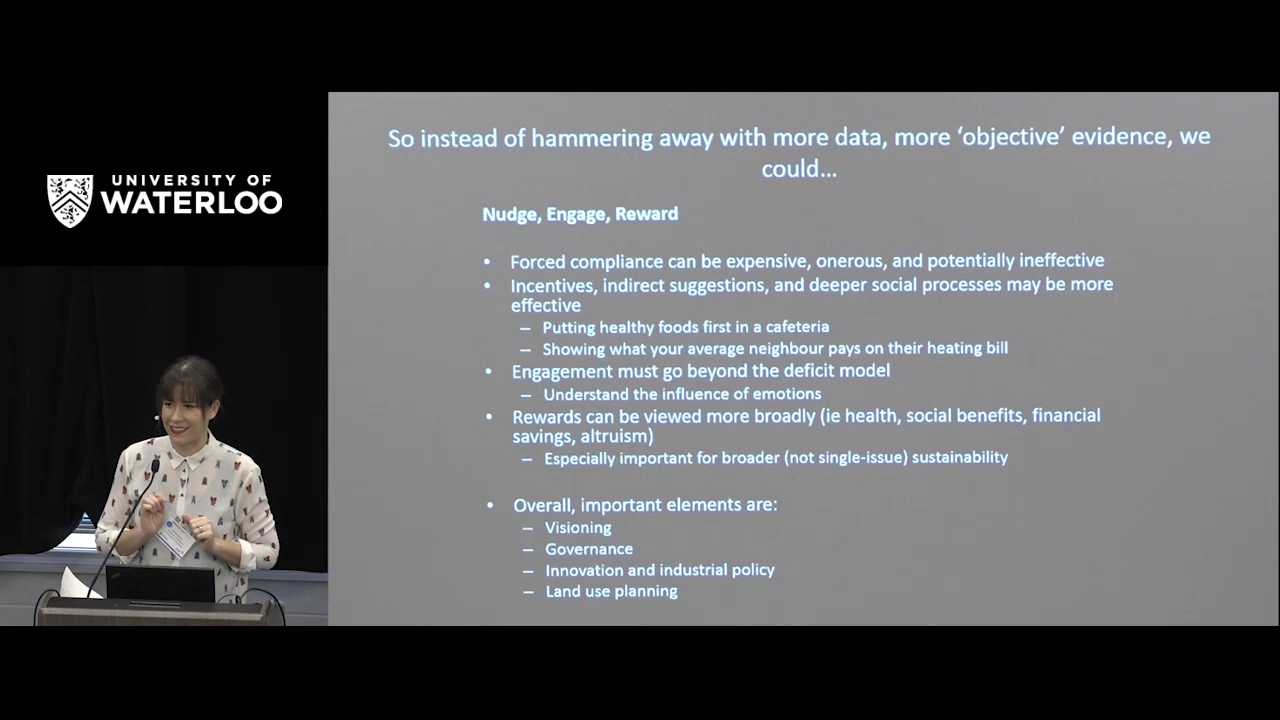 UNIVERSITY OF
WATERLOO
So instead of hammering away with more data, more ‘objective’ evidence, we
could…
Nudge, Engage, Reward
• Forced compliance can be expensive, onerous, and potentially ineffective
• Incentives, indirect suggestions, and deeper social processes may be more
effective
– Putting healthy foods first in a cafeteria
– Showing what your average neighbour pays on their heating bill
• Engagement must go beyond the deficit model
– Understand the influence of emotions
• Rewards can be viewed more broadly (ie health, social benefits, financial
savings, altruism)
– Especially important for broader (not single-issue) sustainability
• Overall, important elements are:
– Visioning
– Governance
– Innovation and industrial policy
– Land use planning